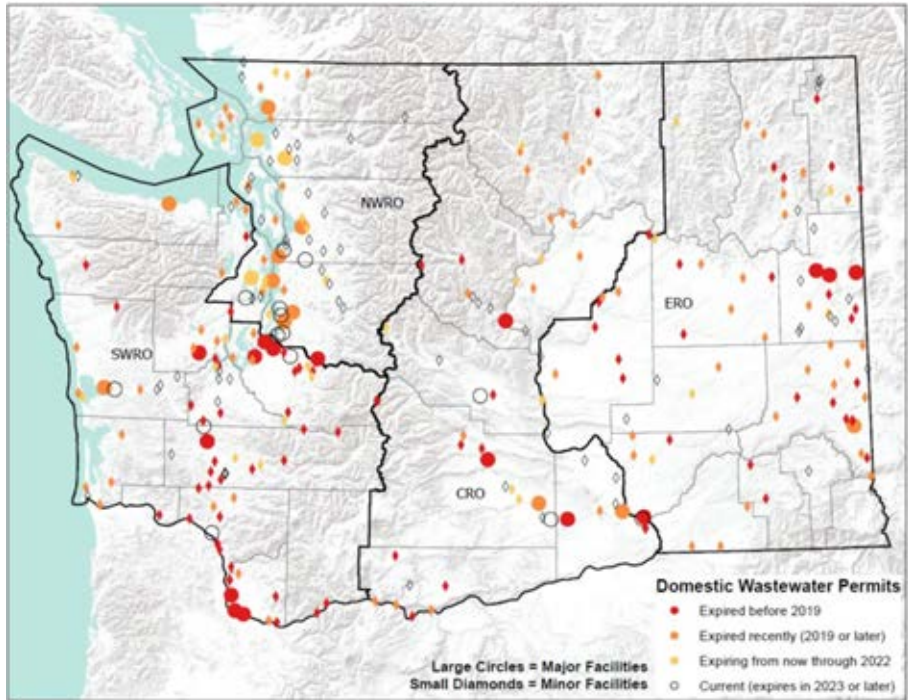 NWRO
ERO
SWRO
CRO
Domestic Wastewater Permits
Expired before 2019
Expired recently (2019 or later)
Expiring from now through 2022
Current (expires in 2023 or later)
Large Circles = Major Facilities
Small Diamonds = Minor Facilities